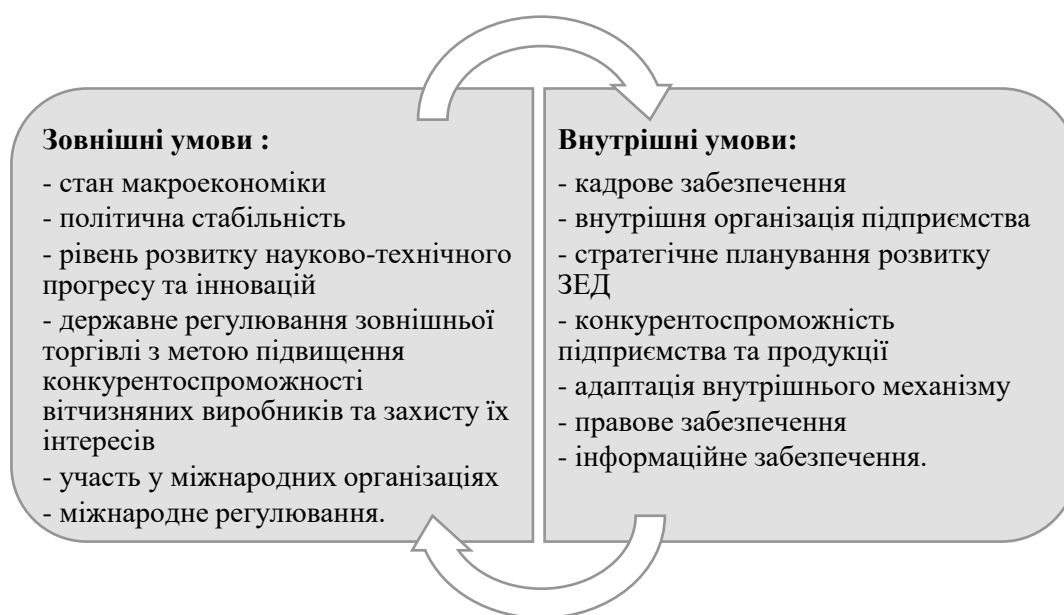 Зовнішні умови :
- стан макроекономіки
- політична стабільність
- рівень розвитку науково-технічного
прогресу та інновацій
- державне регулювання зовнішньої
торгівлі з метою підвищення
конкурентоспроможності
вітчизняних виробників та захисту їх
інтересів
- участь у міжнародних організаціях
- міжнародне регулювання.
Внутрішні умови:
- кадрове забезпечення
- внутрішня організація підприємства
- стратегічне планування розвитку
ЗЕД
- конкурентоспроможність
підприємства та продукції
- адаптація внутрішнього механізму
- правове забезпечення
- інформаційне забезпечення.